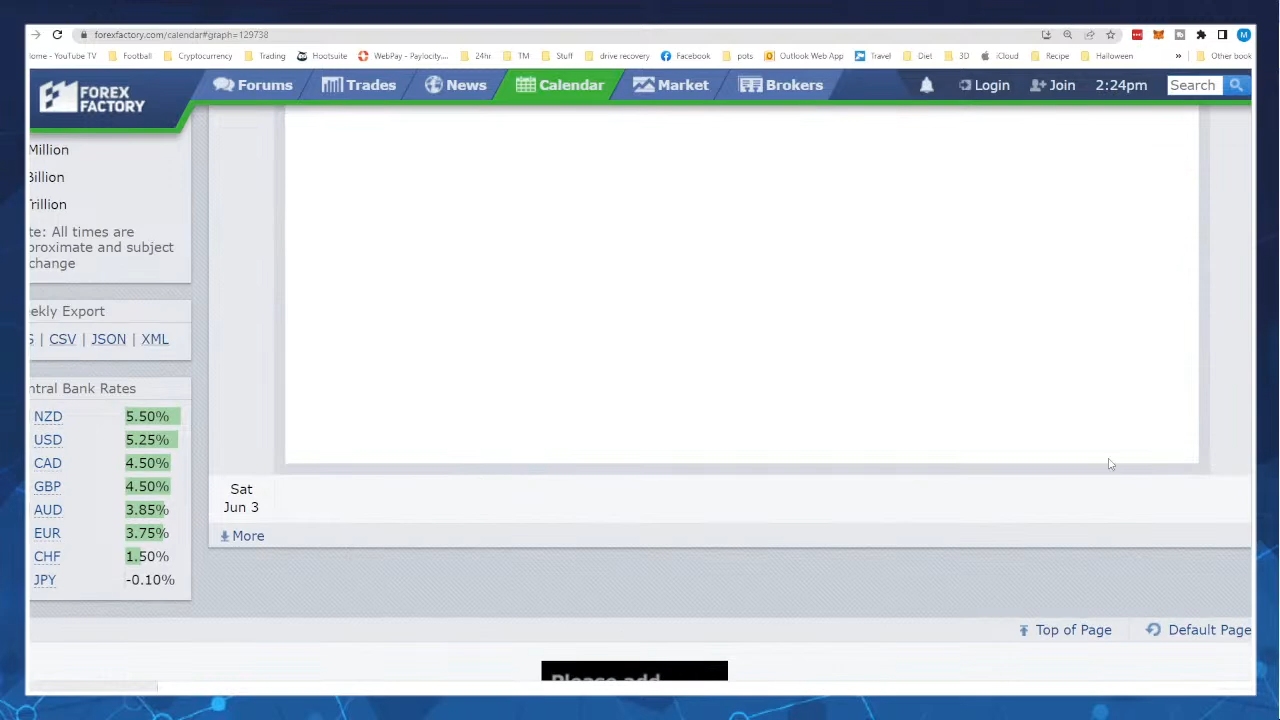 forexfactory.com/calendar#graph=129738
ome - YouTube TV Football Cryptocurrency Trading Hootsuite WebPay - Paylocity.... 24hr TM Stuff drive recovery Facebook pots Outlook Web App Travel Diet 3D iCloud Recipe Halloween » Other book
FOREX
FACTORY
Forums Trades News Calendar Market Brokers Login Join 2:24pm Search
Million
Billion
rillion
te: All times are
proximate and subject
change
ekly Export
S | CSV | JSON | XML
ntral Bank Rates
NZD 5.50%
USD 5.25%
CAD 4.50%
GBP 4.50%
AUD 3.85%
EUR 3.75%
CHF 1.50%
JPY -0.10%
Sat
Jun 3
More
Top of Page Default Page
Please add